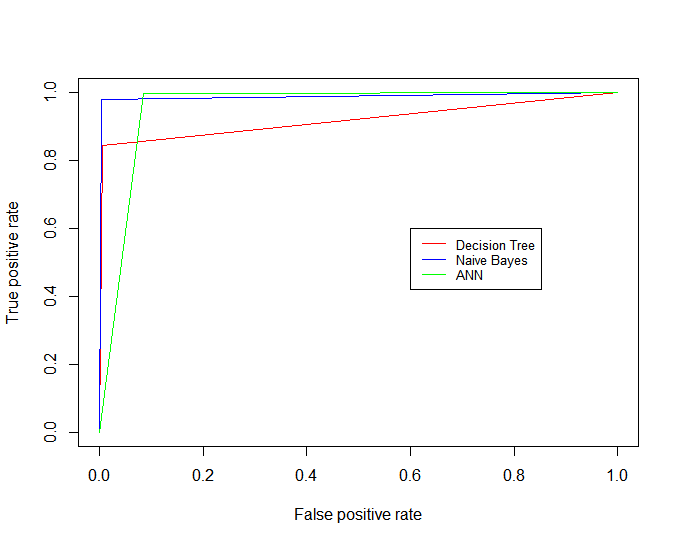 True positive rate
1.0
0.8
0.6
0.4
0.2
0.0
Decision Tree
Naive Bayes
ANN
0.0 0.2 0.4 0.6 0.8 1.0
False positive rate